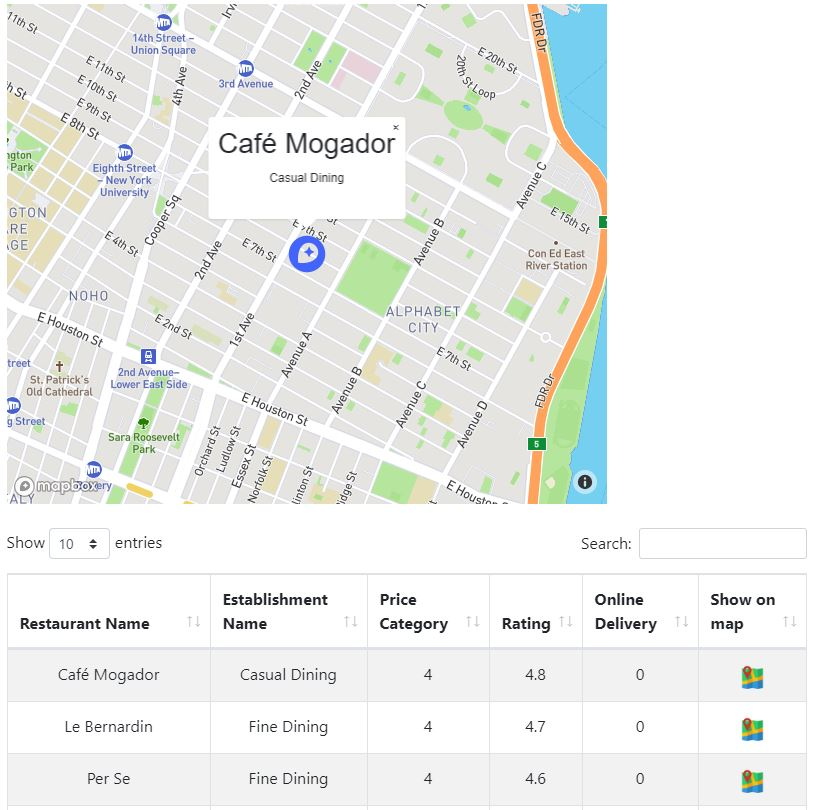 11th St
14th Street –
Union Square
4th Ave
3rd Avenue
2nd Ave
E 20th St
20th St Loop
FDR Dr
E 11th St
E 10th St
E 9th St
E 8th St
Park
Eighth Street
– New York
University
Cooper Sq
×
Café Mogador
Casual Dining
Avenue C
E 15th St
Con Ed East
River Station
E 4th St
2nd Ave
E 7th St
Avenue B
NOHO
ALPHABET
CITY
E Houston St
E 2nd St
1st Ave
Avenue A
2nd Avenue–
Lower East Side
St. Patrick's
Old Cathedral
E 7th St
Avenue B
Avenue C
Avenue D
FDR Dr
E Houston St
Sara Roosevelt
Park
Orchard St
Ludlow St
Essex St
Norfolk St
5
mapbox
E Houston St
Show 10 entries
Search:
Restaurant Name
Establishment
Name
Price
Category
Rating
Online
Delivery
Show on
map
Café Mogador Casual Dining 4 4.8 0
Le Bernardin Fine Dining 4 4.7 0
Per Se Fine Dining 4 4.6 0